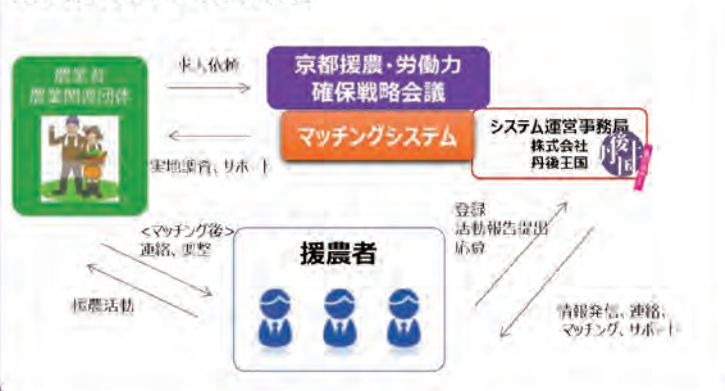 農業者
農業関連団体
求人依頼
京都援農・労働力
確保戦略会議
マッチングシステム
システム運営事務局
株式会社
丹後王国
丹後王国
実地調査、サポート
<マッチング後>
連絡、調整
援農活動
援農者
登録
活動報告提出
応募
情報発信、連絡、
マッチング、サポート